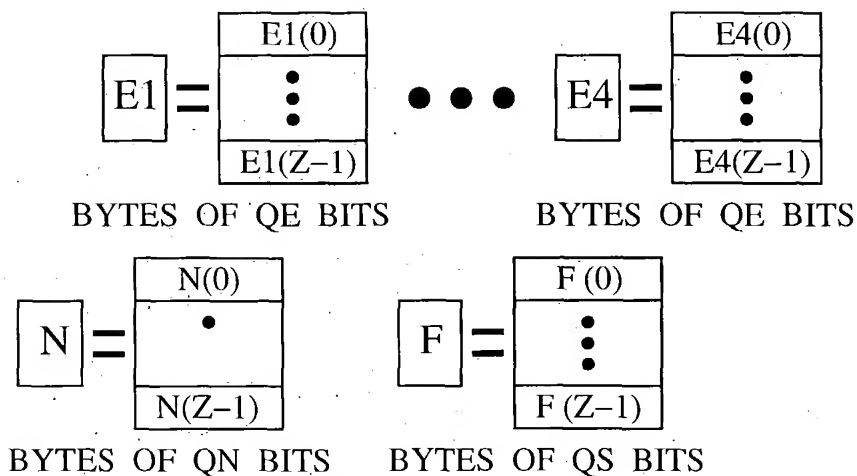 E1(0)
E4(0)
E1 =
E4 =
E1(Z−1)
E4(Z−1)
BYTES OF QE BITS
BYTES OF QE BITS
N(0)
F(0)
N =
F =
N(Z−1)
F(Z−1)
BYTES OF QN BITS
BYTES OF QS BITS